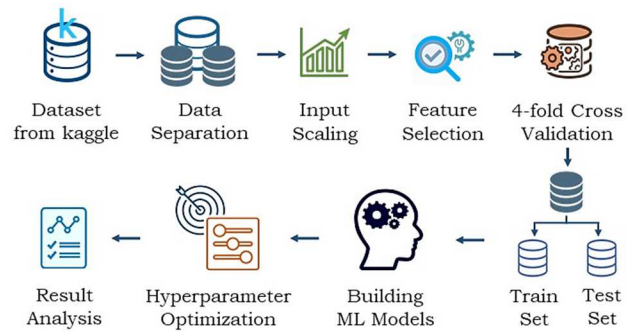 k
Dataset
from kaggle
Data
Separation
Input
Scaling
Feature
Selection
4-fold Cross
Validation
Train
Set
Test
Set
Building
ML Models
Hyperparameter
Optimization
Result
Analysis